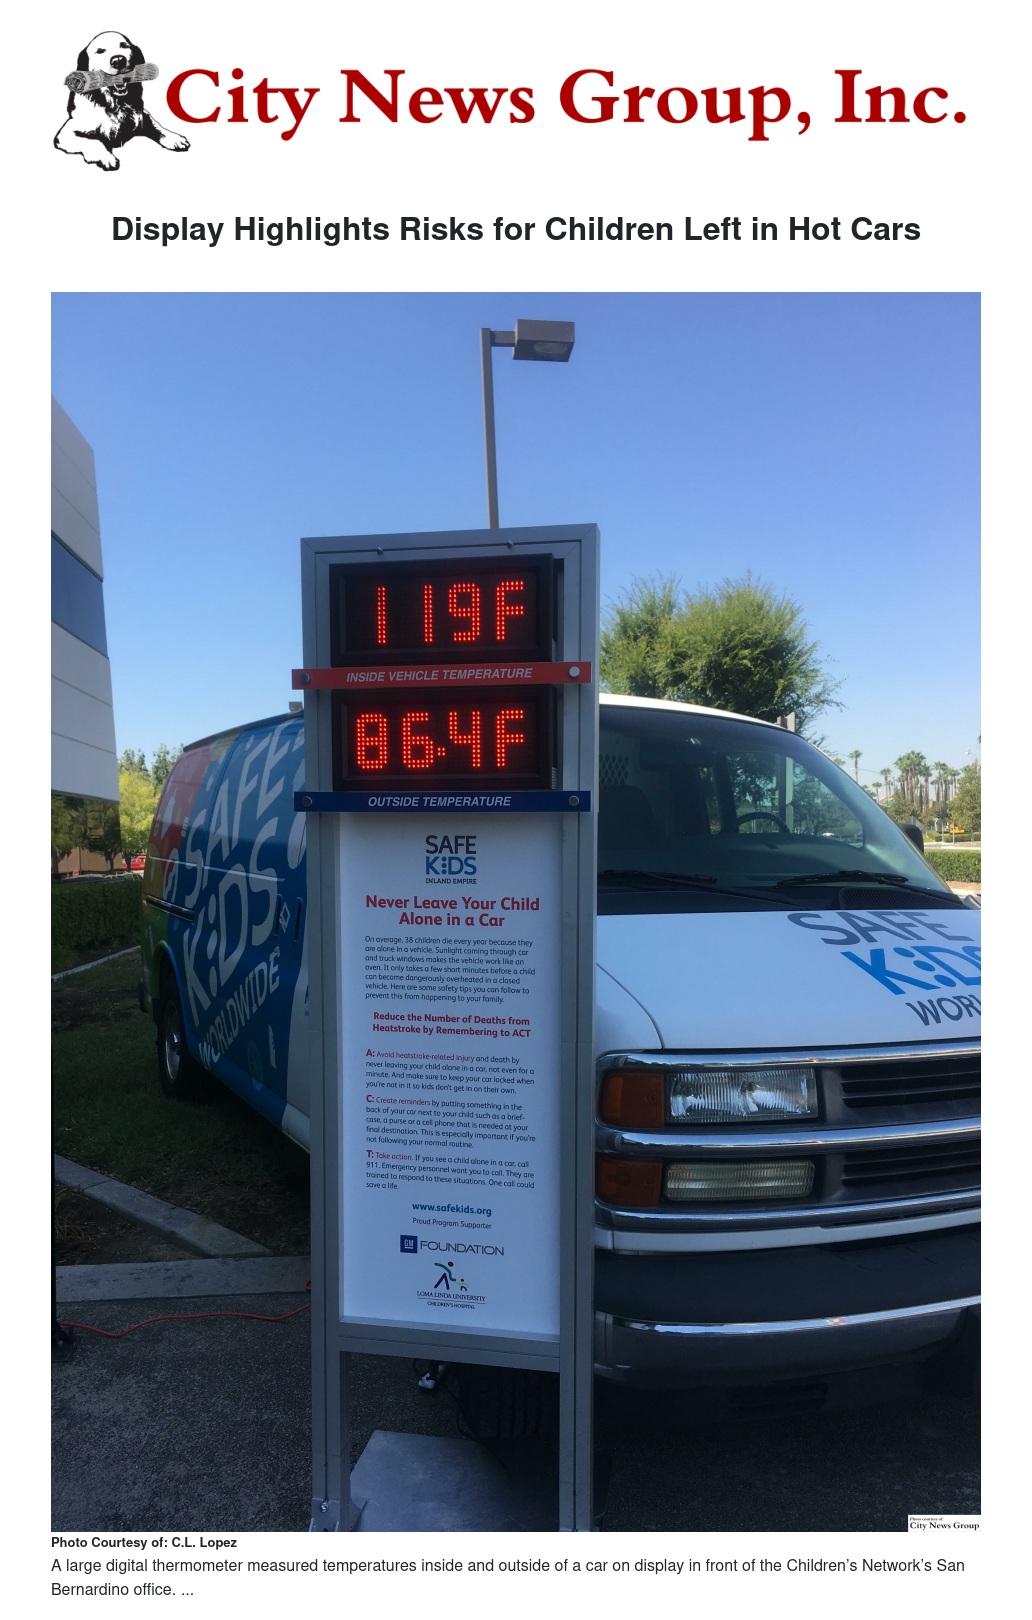 City News Group, Inc.
Display Highlights Risks for Children Left in Hot Cars
119F
INSIDE VEHICLE TEMPERATURE
86.4F
OUTSIDE TEMPERATURE
SAFE
KIDS
WORLDWIDE
SAFE
KIDS
INLAND EMPIRE
Never Leave Your Child
Alone in a Car
On average, 38 children die every year because they
are alone in a vehicle. Sunlight coming through car
and truck windows makes the vehicle work like an
oven. It only takes a few short minutes before a child
can become dangerously overheated in a closed
vehicle. Here are some safety tips you can follow to
prevent this from happening to your family.
Reduce the Number of Deaths from
Heatstroke by Remembering to ACT
A: Avoid heatstroke-related injury and death by
never leaving your child alone in a car, not even for a
minute. And make sure to keep your car locked when
you're not in it so kids don't get in on their own.
C: Create reminders by putting something in the
back of your car next to your child such as a brief-
case, a purse or a cell phone that is needed at your
final destination. This is especially important if you're
not following your normal routine.
T: Take action. If you see a child alone in a car, call
911. Emergency personnel want you to call. They are
trained to respond to these situations. One call could
save a life.
www.safekids.org
Proud Program Supporter
GM FOUNDATION
LOMA LINDA UNIVERSITY
CHILDREN'S HOSPITAL
SAFE
KIDS
WOR
Photo courtesy of:
City News Group
Photo Courtesy of: C.L. Lopez
A large digital thermometer measured temperatures inside and outside of a car on display in front of the Children’s Network’s San
Bernardino office. ...